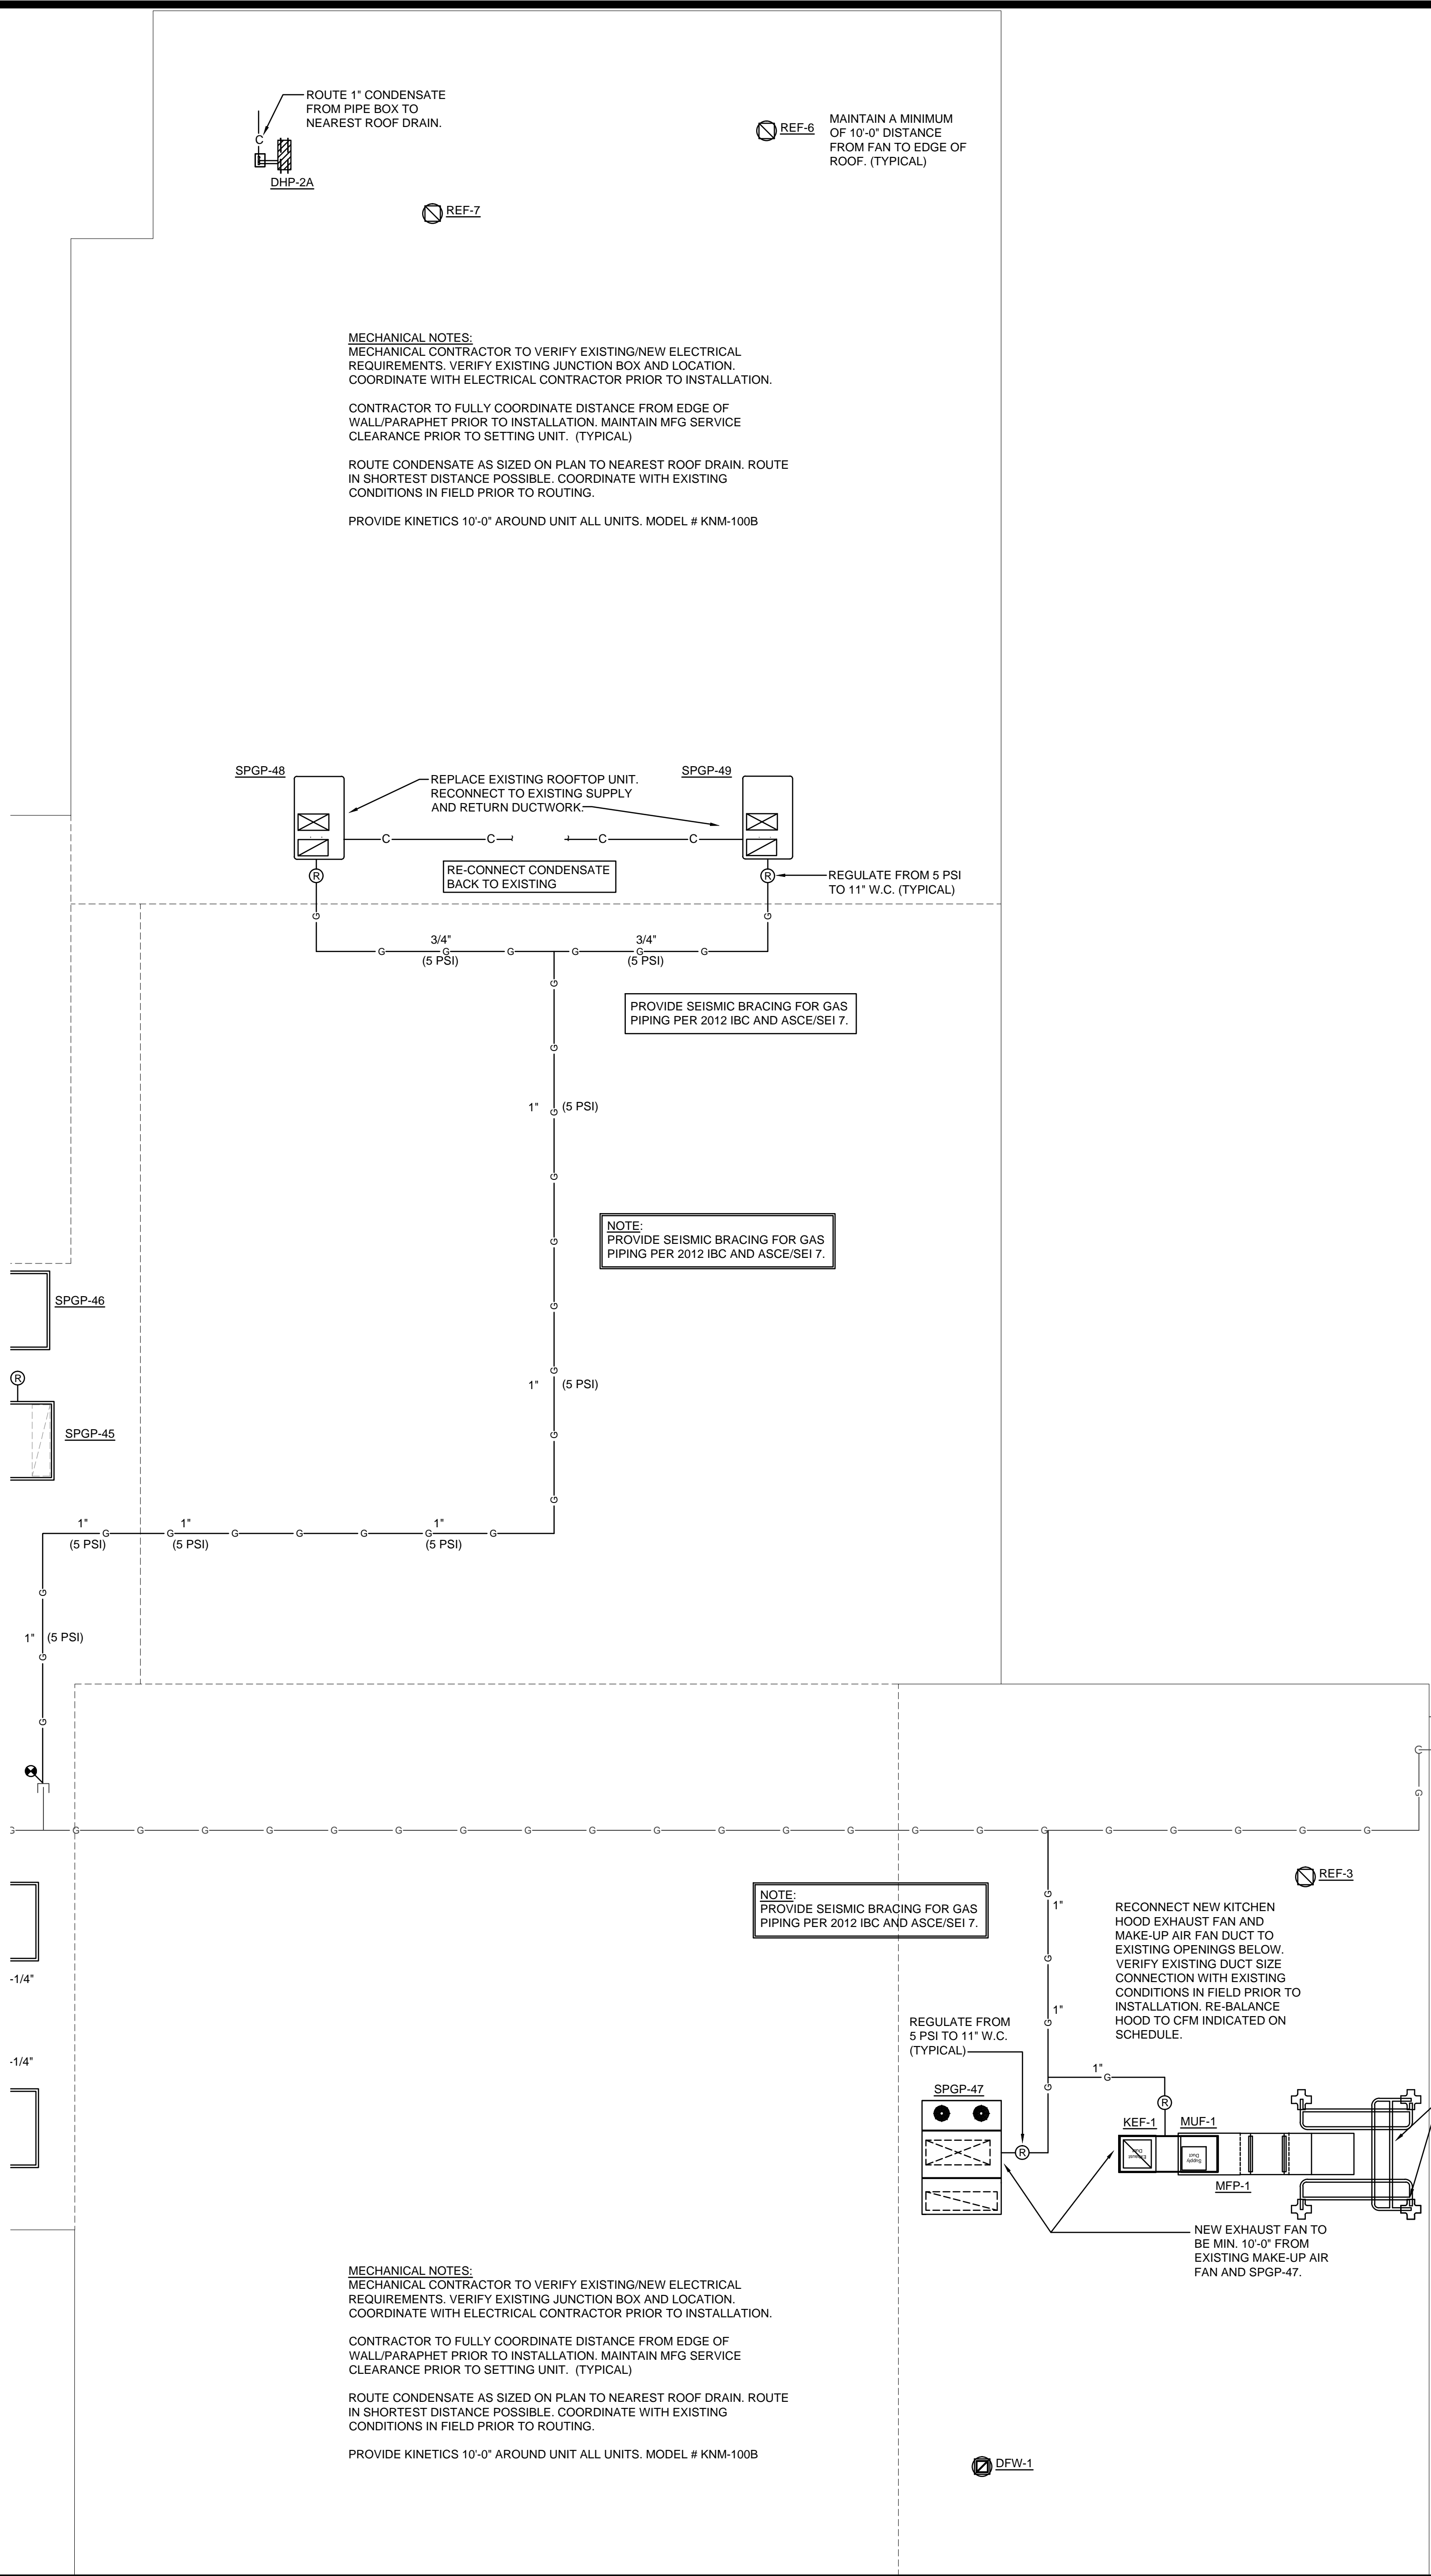 ROUTE 1" CONDENSATE
FROM PIPE BOX TO
NEAREST ROOF DRAIN.
C
DHP-2A
REF-6
MAINTAIN A MINIMUM
OF 10'-0" DISTANCE
FROM FAN TO EDGE OF
ROOF. (TYPICAL)
REF-7
MECHANICAL NOTES:
MECHANICAL CONTRACTOR TO VERIFY EXISTING/NEW ELECTRICAL
REQUIREMENTS. VERIFY EXISTING JUNCTION BOX AND LOCATION.
COORDINATE WITH ELECTRICAL CONTRACTOR PRIOR TO INSTALLATION.
CONTRACTOR TO FULLY COORDINATE DISTANCE FROM EDGE OF
WALL/PARAPHET PRIOR TO INSTALLATION. MAINTAIN MFG SERVICE
CLEARANCE PRIOR TO SETTING UNIT. (TYPICAL)
ROUTE CONDENSATE AS SIZED ON PLAN TO NEAREST ROOF DRAIN. ROUTE
IN SHORTEST DISTANCE POSSIBLE. COORDINATE WITH EXISTING
CONDITIONS IN FIELD PRIOR TO ROUTING.
PROVIDE KINETICS 10'-0" AROUND UNIT ALL UNITS. MODEL # KNM-100B
SPGP-48
REPLACE EXISTING ROOFTOP UNIT.
RECONNECT TO EXISTING SUPPLY
AND RETURN DUCTWORK.
SPGP-49
C C C C
RE-CONNECT CONDENSATE
BACK TO EXISTING
R
R
REGULATE FROM 5 PSI
TO 11" W.C. (TYPICAL)
G G
3/4" 3/4"
G G G G G G
(5 PSI) (5 PSI)
G
PROVIDE SEISMIC BRACING FOR GAS
PIPING PER 2012 IBC AND ASCE/SEI 7.
G
1" G (5 PSI)
G
NOTE:
PROVIDE SEISMIC BRACING FOR GAS
PIPING PER 2012 IBC AND ASCE/SEI 7.
G
SPGP-46
G
R
G
1" (5 PSI)
SPGP-45
G
G
1" 1" 1"
G G G G G G G
(5 PSI) (5 PSI) (5 PSI)
G
1" (5 PSI)
G
G
G
G
G G G G G G G G G G G G G G G G G G G G G G
REF-3
NOTE:
PROVIDE SEISMIC BRACING FOR GAS
PIPING PER 2012 IBC AND ASCE/SEI 7.
G
1"
G
1"
G
RECONNECT NEW KITCHEN
HOOD EXHAUST FAN AND
MAKE-UP AIR FAN DUCT TO
EXISTING OPENINGS BELOW.
VERIFY EXISTING DUCT SIZE
CONNECTION WITH EXISTING
CONDITIONS IN FIELD PRIOR TO
INSTALLATION. RE-BALANCE
HOOD TO CFM INDICATED ON
SCHEDULE.
-1/4"
REGULATE FROM
5 PSI TO 11" W.C.
(TYPICAL)
-1/4"
1"
G
G
SPGP-47
R
KEF-1
MUF-1
R
Exhaust
Duct
Supply
Duct
MFP-1
NEW EXHAUST FAN TO
BE MIN. 10'-0" FROM
EXISTING MAKE-UP AIR
FAN AND SPGP-47.
MECHANICAL NOTES:
MECHANICAL CONTRACTOR TO VERIFY EXISTING/NEW ELECTRICAL
REQUIREMENTS. VERIFY EXISTING JUNCTION BOX AND LOCATION.
COORDINATE WITH ELECTRICAL CONTRACTOR PRIOR TO INSTALLATION.
CONTRACTOR TO FULLY COORDINATE DISTANCE FROM EDGE OF
WALL/PARAPHET PRIOR TO INSTALLATION. MAINTAIN MFG SERVICE
CLEARANCE PRIOR TO SETTING UNIT. (TYPICAL)
ROUTE CONDENSATE AS SIZED ON PLAN TO NEAREST ROOF DRAIN. ROUTE
IN SHORTEST DISTANCE POSSIBLE. COORDINATE WITH EXISTING
CONDITIONS IN FIELD PRIOR TO ROUTING.
PROVIDE KINETICS 10'-0" AROUND UNIT ALL UNITS. MODEL # KNM-100B
DFW-1